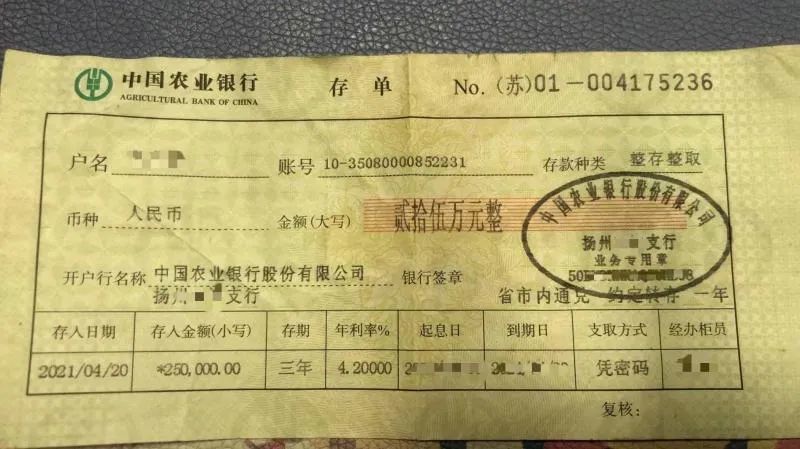 中国农业银行 存单 No. (苏)01-004175236
AGRICULTURAL BANK OF CHINA
户名 账号 10-35080000852231 存款种类 整存整取
币种 人民币 金额(大写) 贰拾伍万元整
中国农业银行股份有限公司
扬州 支行
业务专用章
开户行名称 中国农业银行股份有限公司 银行签章
扬州 支行 省市内通兑 约定转存 一年
存入日期 存入金额(小写) 存期 年利率% 起息日 到期日 支取方式 经办柜员
2021/04/20 *250,000.00 三年 4.20000 凭密码
复核: